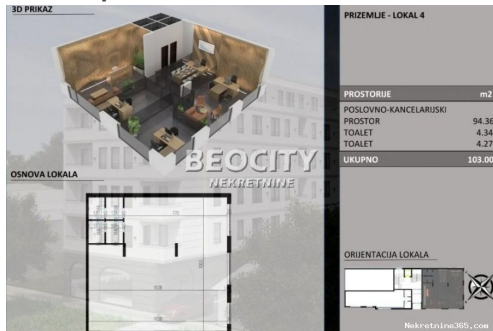 3D PRIKAZ
PRIZEMLJE - LOKAL 4
PROSTORIJE m2
POSLOVNO-KANCELARIJSKI
PROSTOR 94.36
TOALET 4.34
TOALET 4.27
UKUPNO 103.00
BEOCITY
NEKRETNINE
OSNOVA LOKALA
ORIJENTACIJA LOKALA
Nekretnine365.com